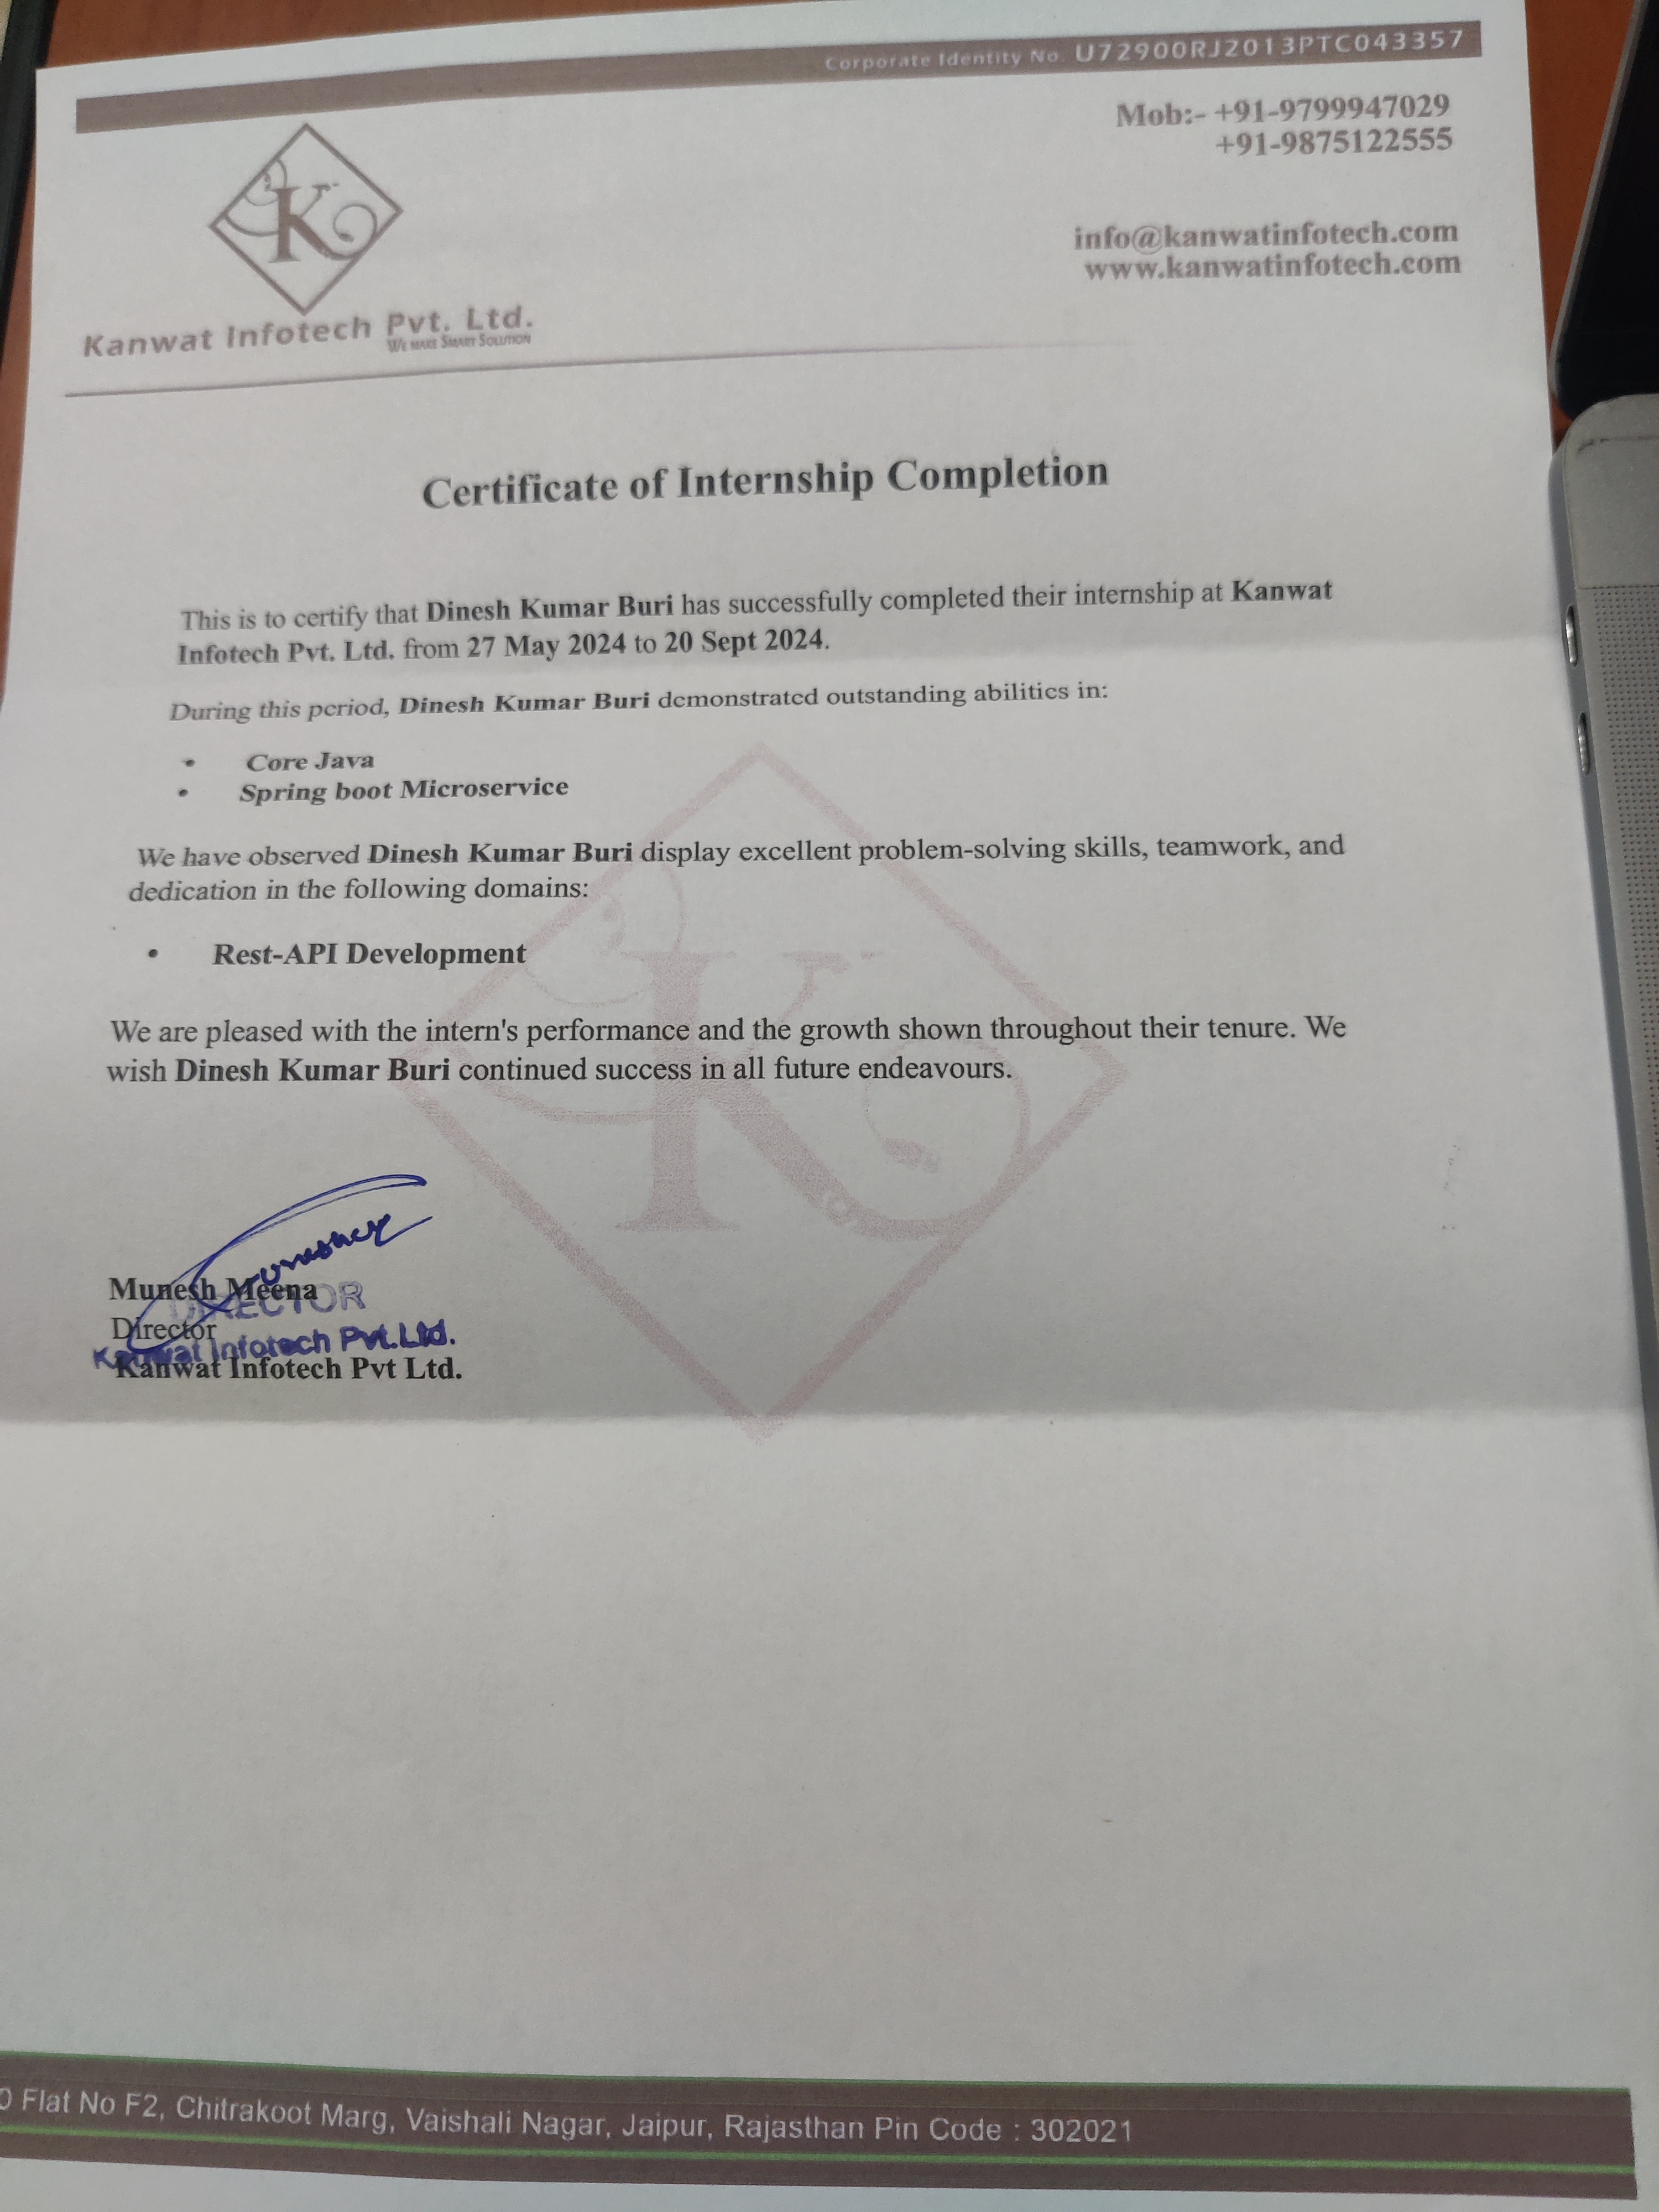 Corporate Identity No. U72900RJ2013PTC043357
Mob:- +91-9799947029
+91-9875122555
info@kanwatinfotech.com
www.kanwatinfotech.com
K
Kanwat Infotech Pvt. Ltd.
We make Smart Solution
Certificate of Internship Completion
This is to certify that Dinesh Kumar Buri has successfully completed their internship at Kanwat
Infotech Pvt. Ltd. from 27 May 2024 to 20 Sept 2024.
During this period, Dinesh Kumar Buri demonstrated outstanding abilities in:
• Core Java
• Spring boot Microservice
We have observed Dinesh Kumar Buri display excellent problem-solving skills, teamwork, and
dedication in the following domains:
• Rest-API Development
We are pleased with the intern's performance and the growth shown throughout their tenure. We
wish Dinesh Kumar Buri continued success in all future endeavours.
K
Munesh Meena
DIRECTOR
Director
Kanwat Infotech Pvt.Ltd.
Kanwat Infotech Pvt Ltd.
Flat No F2, Chitrakoot Marg, Vaishali Nagar, Jaipur, Rajasthan Pin Code : 302021